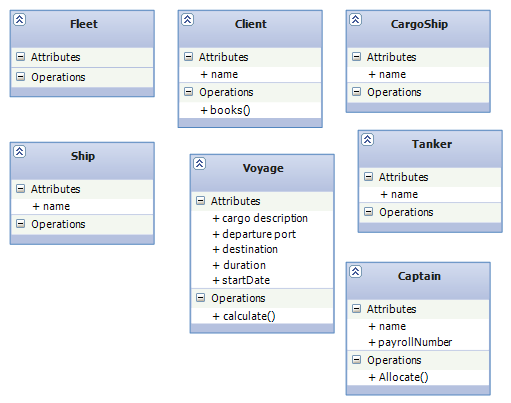 Fleet
Attributes
Operations
Client
Attributes
+ name
Operations
+ books()
CargoShip
Attributes
+ name
Operations
Ship
Attributes
+ name
Operations
Voyage
Attributes
+ cargo description
+ departure port
+ destination
+ duration
+ startDate
Operations
+ calculate()
Tanker
Attributes
+ name
Operations
Captain
Attributes
+ name
+ payrollNumber
Operations
+ Allocate()